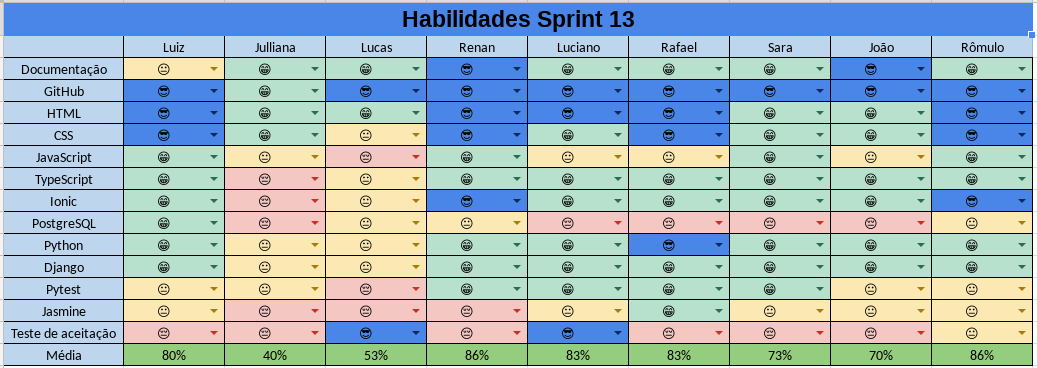 Habilidades Sprint 13
Luiz Julliana Lucas Renan Luciano Rafael Sara João Rômulo
Documentação 😐 😁 😁 😎 😁 😁 😁 😎 😁
GitHub 😎 😁 😎 😎 😎 😎 😎 😎 😎
HTML 😎 😁 😁 😎 😎 😎 😁 😁 😎
CSS 😎 😁 😐 😎 😁 😎 😁 😁 😎
JavaScript 😁 😐 😔 😁 😐 😐 😁 😐 😁
TypeScript 😁 😔 😐 😁 😁 😁 😁 😁 😁
Ionic 😁 😔 😐 😎 😁 😁 😁 😁 😎
PostgreSQL 😁 😔 😐 😐 😔 😔 😔 😔 😐
Python 😁 😐 😐 😁 😁 😎 😁 😁 😁
Django 😁 😐 😐 😁 😁 😁 😁 😁 😁
Pytest 😐 😐 😔 😁 😁 😁 😁 😐 😐
Jasmine 😐 😔 😔 😔 😐 😁 😐 😐 😐
Teste de aceitação 😔 😔 😎 😔 😎 😔 😔 😔 😐
Média 80% 40% 53% 86% 83% 83% 73% 70% 86%